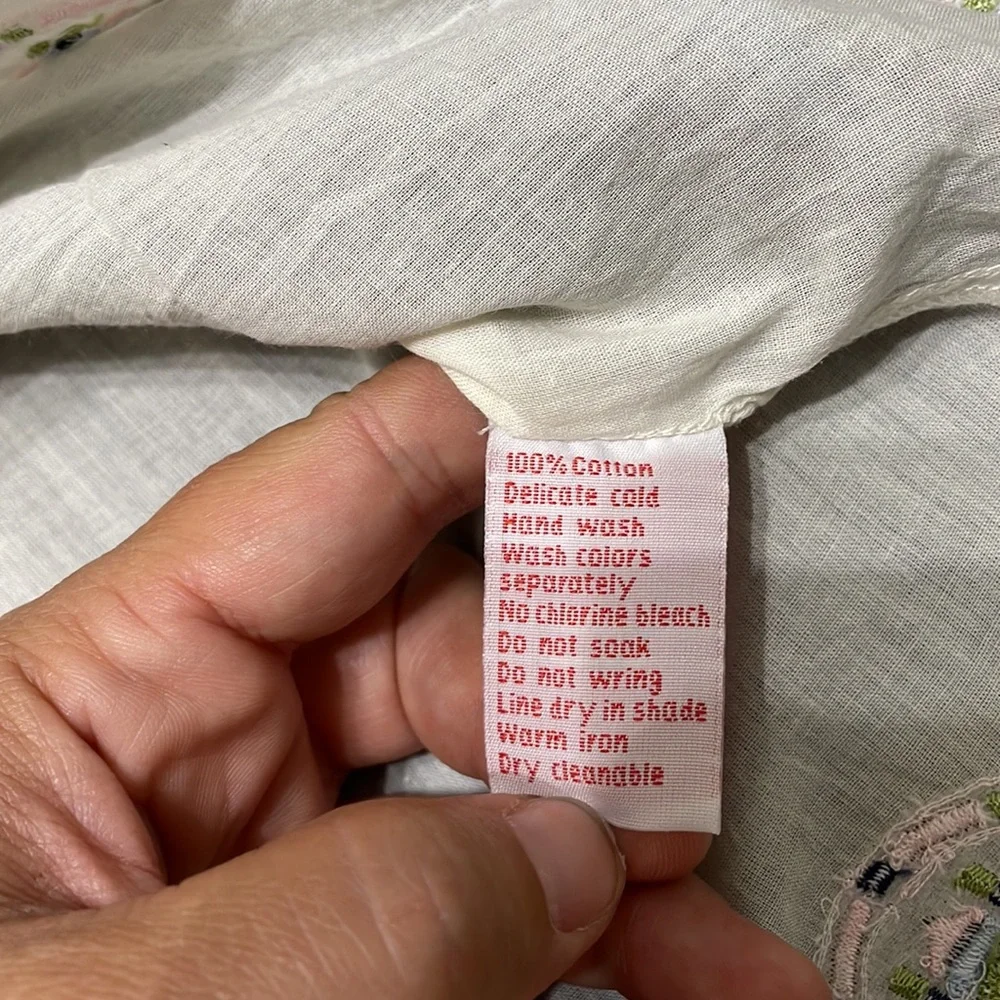 100% Cotton
Delicate cold
Hand wash
Wash colors
separately
No chlorine bleach
Do not soak
Do not wring
Line dry in shade
Warm iron
Dry cleanable